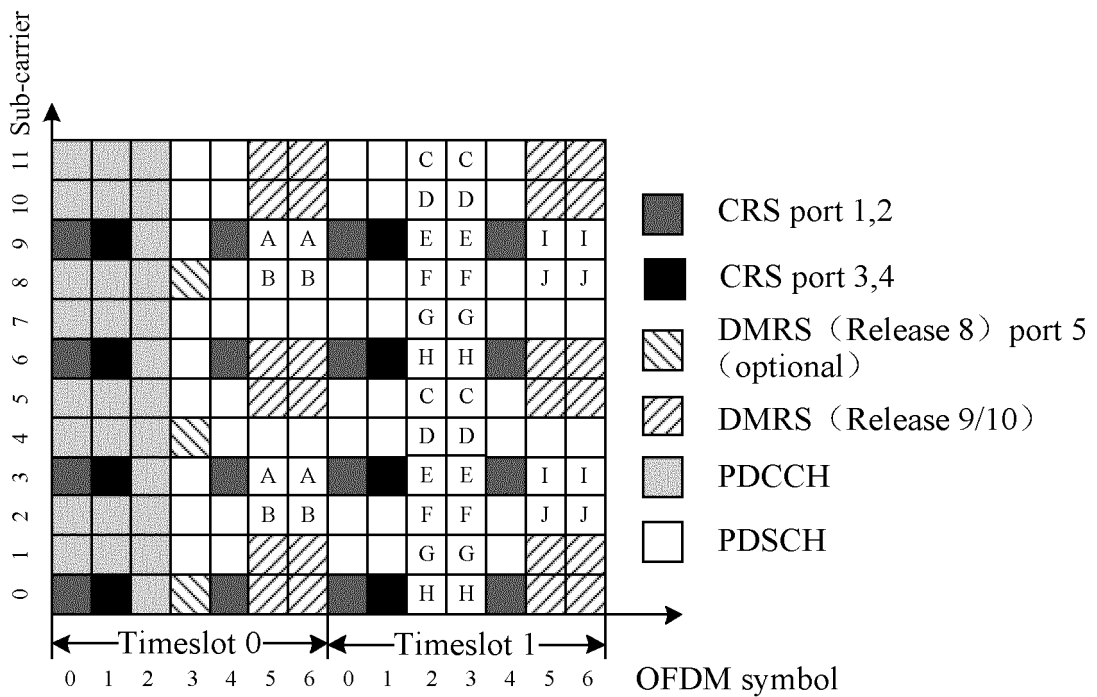 Sub-carrier
11 C C
10 D D
9 A A E E I I
8 B B F F J J
7 G G
6 H H
5 C C
4 D D
3 A A E E I I
2 B B F F J J
1 G G
0 H H
Timeslot 0 Timeslot 1
0 1 2 3 4 5 6 0 1 2 3 4 5 6 OFDM symbol
CRS port 1,2
CRS port 3,4
DMRS（Release 8）port 5
（optional）
DMRS（Release 9/10）
PDCCH
PDSCH